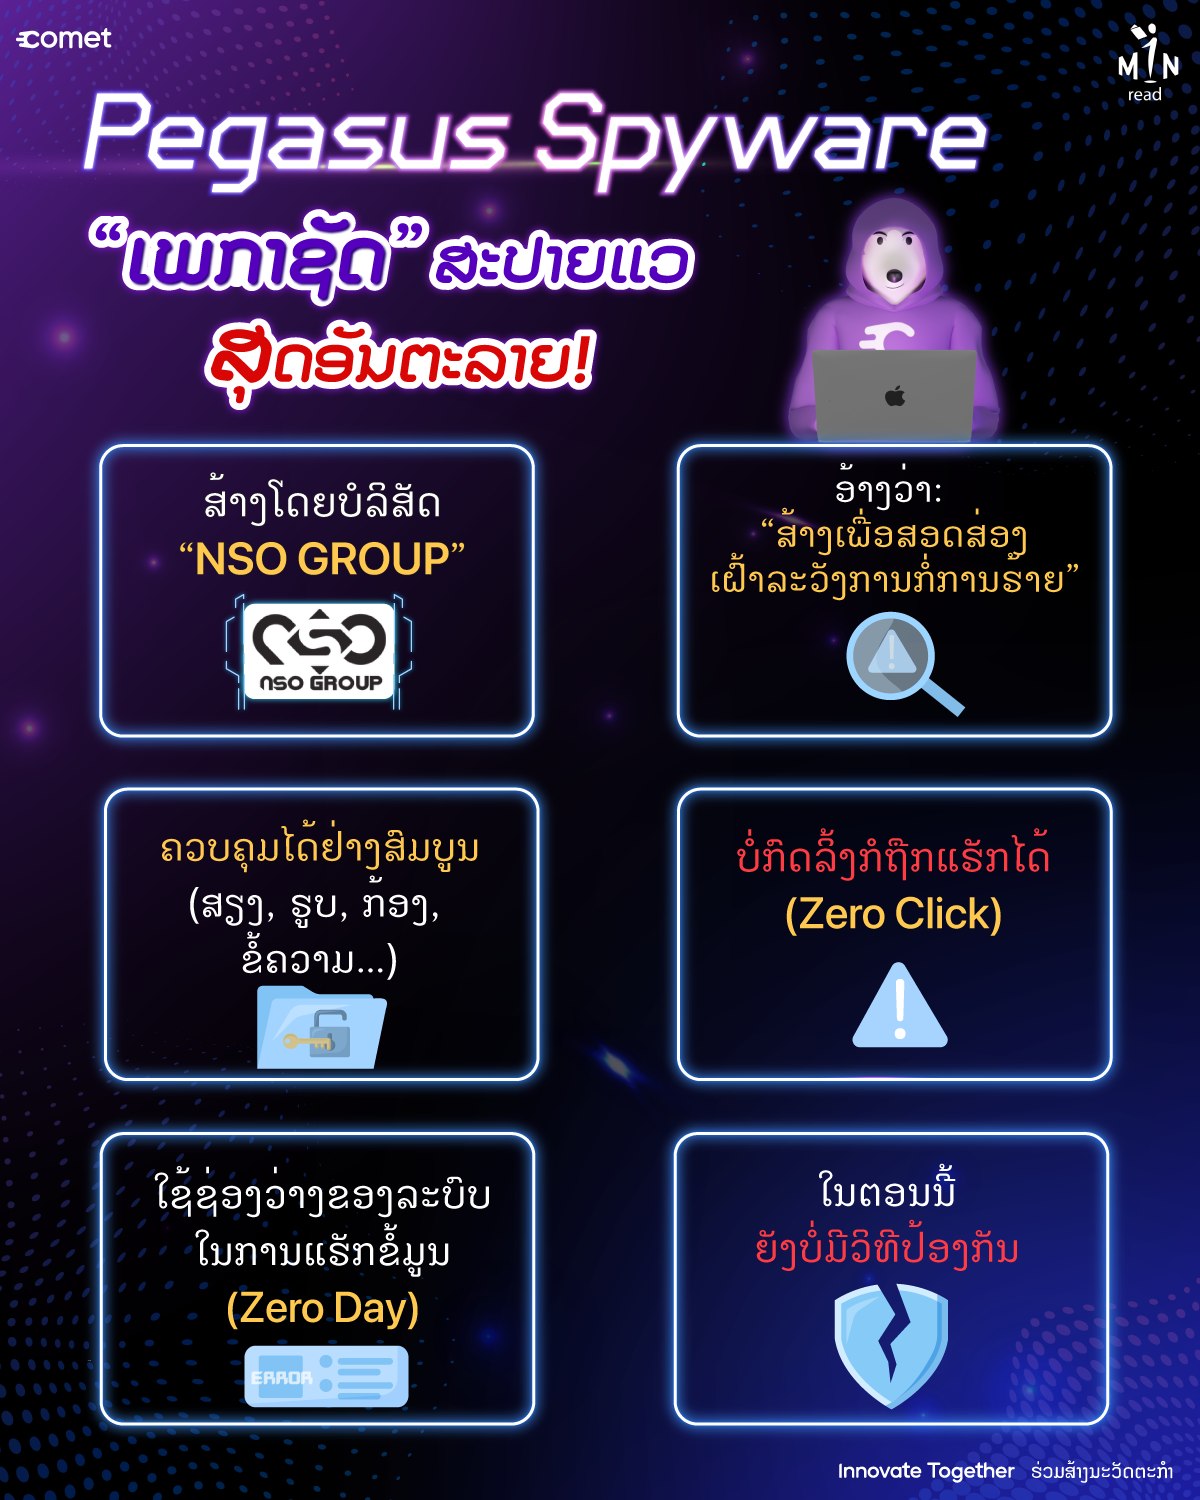 comet
M1N
read
Pegasus Spyware
“ເພກາຊັດ” ສະປາຍແວ
ສຸດອັນຕະລາຍ!
ສ້າງໂດຍບໍລິສັດ
“NSO GROUP”
NSO
NSO GROUP
ອ້າງວ່າ:
“ສ້າງເພື່ອສອດສ່ອງ
ເຝົ້າລະວັງການກໍ່ການຮ້າຍ”
ຄວບຄຸມໄດ້ຢ່າງສົມບູນ
(ສຽງ, ຮູບ, ກ້ອງ,
ຂໍ້ຄວາມ...)
ບໍ່ກົດລິ້ງກໍຖືກແຮັກໄດ້
(Zero Click)
ໃຊ້ຊ່ອງວ່າງຂອງລະບົບ
ໃນການແຮັກຂໍ້ມູນ
(Zero Day)
ERROR
ໃນຕອນນີ້
ຍັງບໍ່ມີວິທີປ້ອງກັນ
Innovate Together ຮ່ວມສ້າງນະວັດຕະກຳ